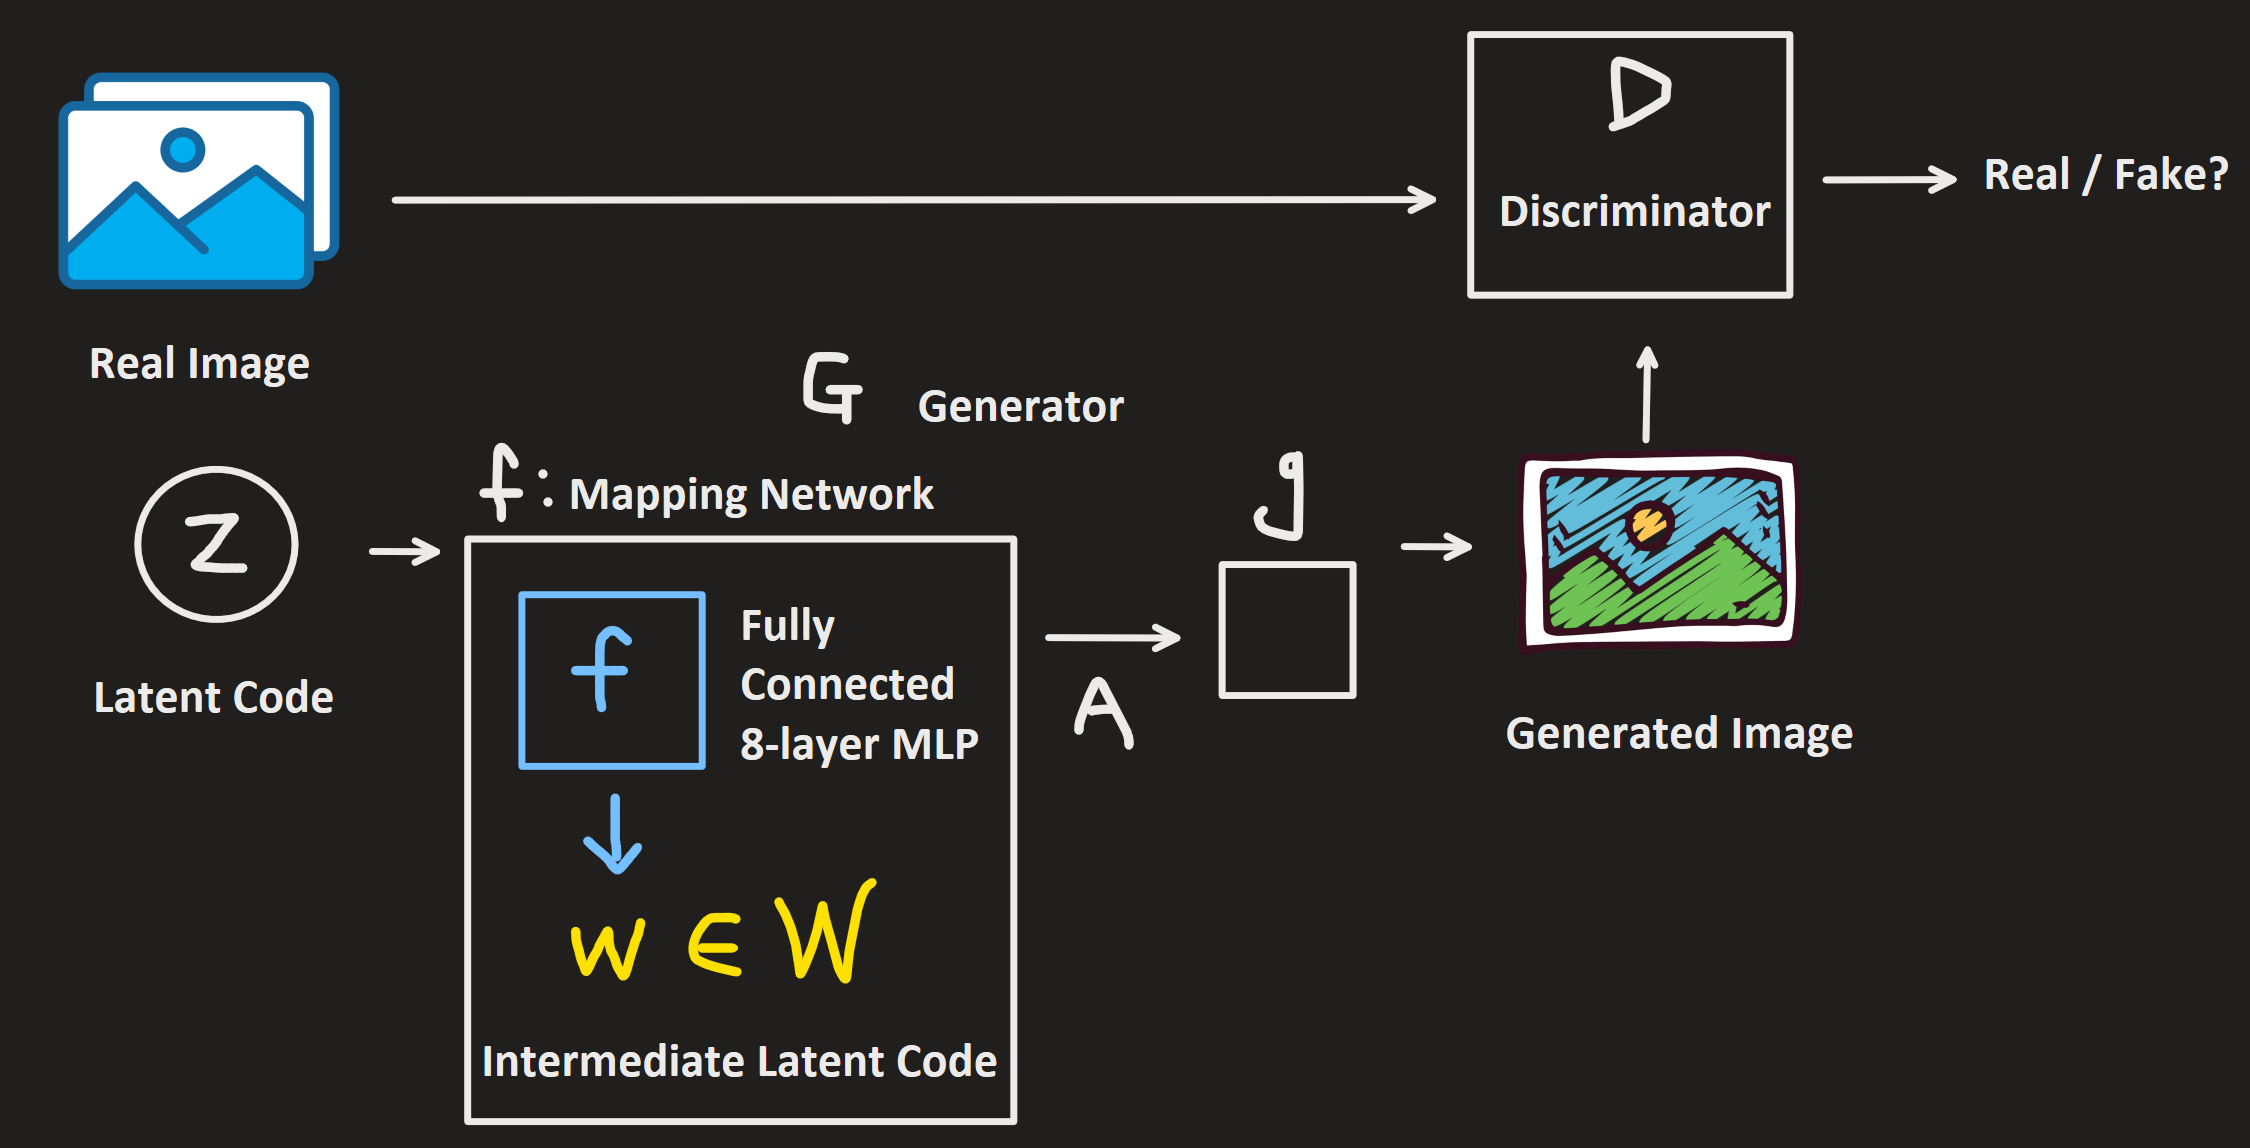 D
Discriminator
Real / Fake?
Real Image
G Generator
f : Mapping Network
g
z
Latent Code
f
Fully
Connected
8-layer MLP
A
Generated Image
w ∈ W
Intermediate Latent Code